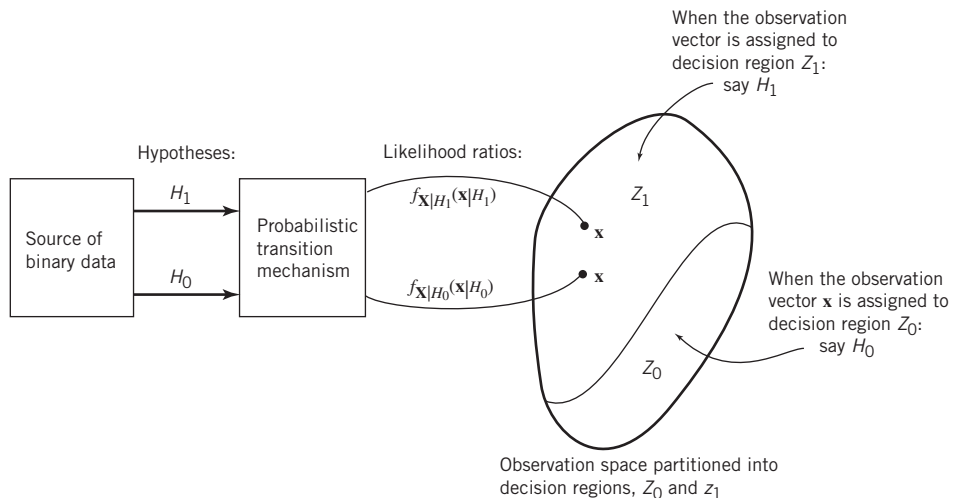 When the observation
vector is assigned to
decision region Z₁:
say H₁
Hypotheses:
Likelihood ratios:
H₁
f_X|H₁(x|H₁)
Z₁
Source of
binary data
Probabilistic
transition
mechanism
x
H₀
f_X|H₀(x|H₀)
x
When the observation
vector x is assigned to
decision region Z₀:
say H₀
Z₀
Observation space partitioned into
decision regions, Z₀ and z₁